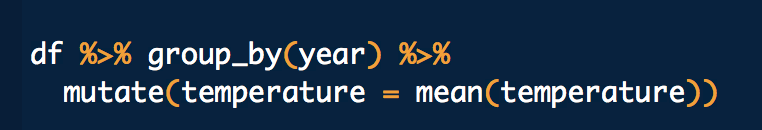 df %>% group_by(year) %>%
mutate(temperature = mean(temperature))